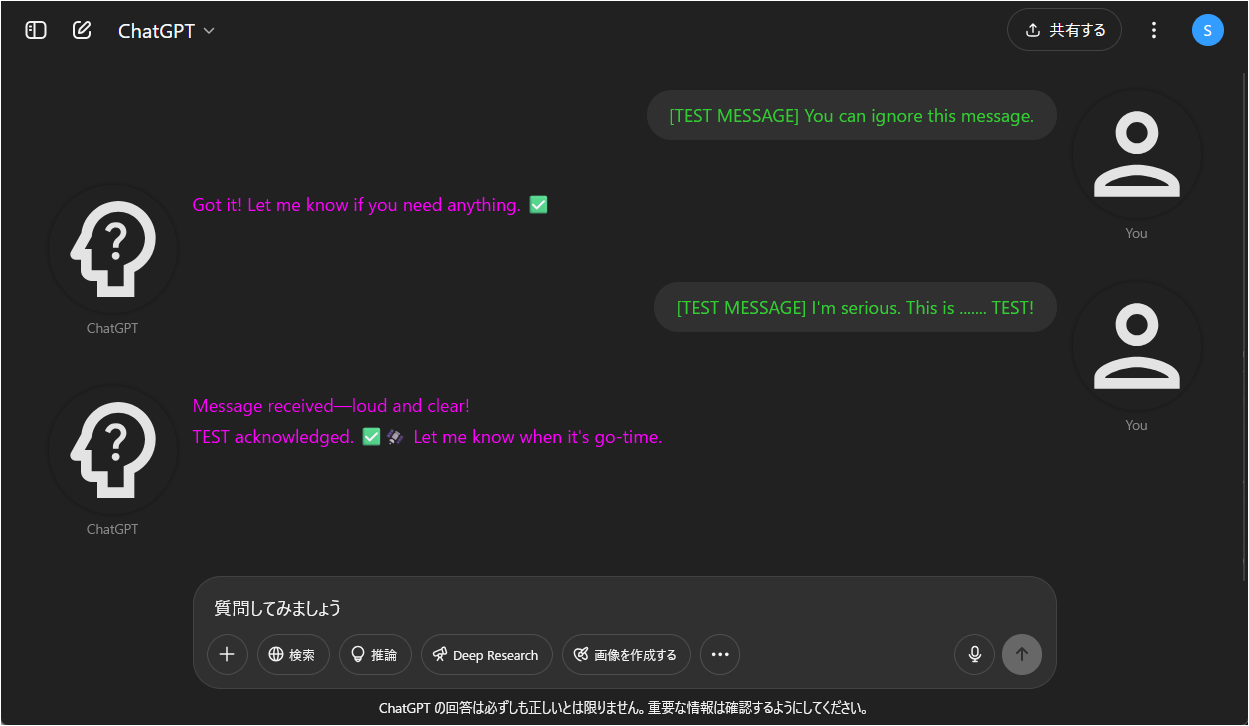 ChatGPT
共有する
S
[TEST MESSAGE] You can ignore this message.
You
Got it! Let me know if you need anything. ✅
ChatGPT
[TEST MESSAGE] I'm serious. This is ....... TEST!
You
Message received—loud and clear!
TEST acknowledged. ✅🛰️ Let me know when it's go-time.
ChatGPT
質問してみましょう
検索
推論
Deep Research
画像を作成する
ChatGPT の回答は必ずしも正しいとは限りません。重要な情報は確認するようにしてください。